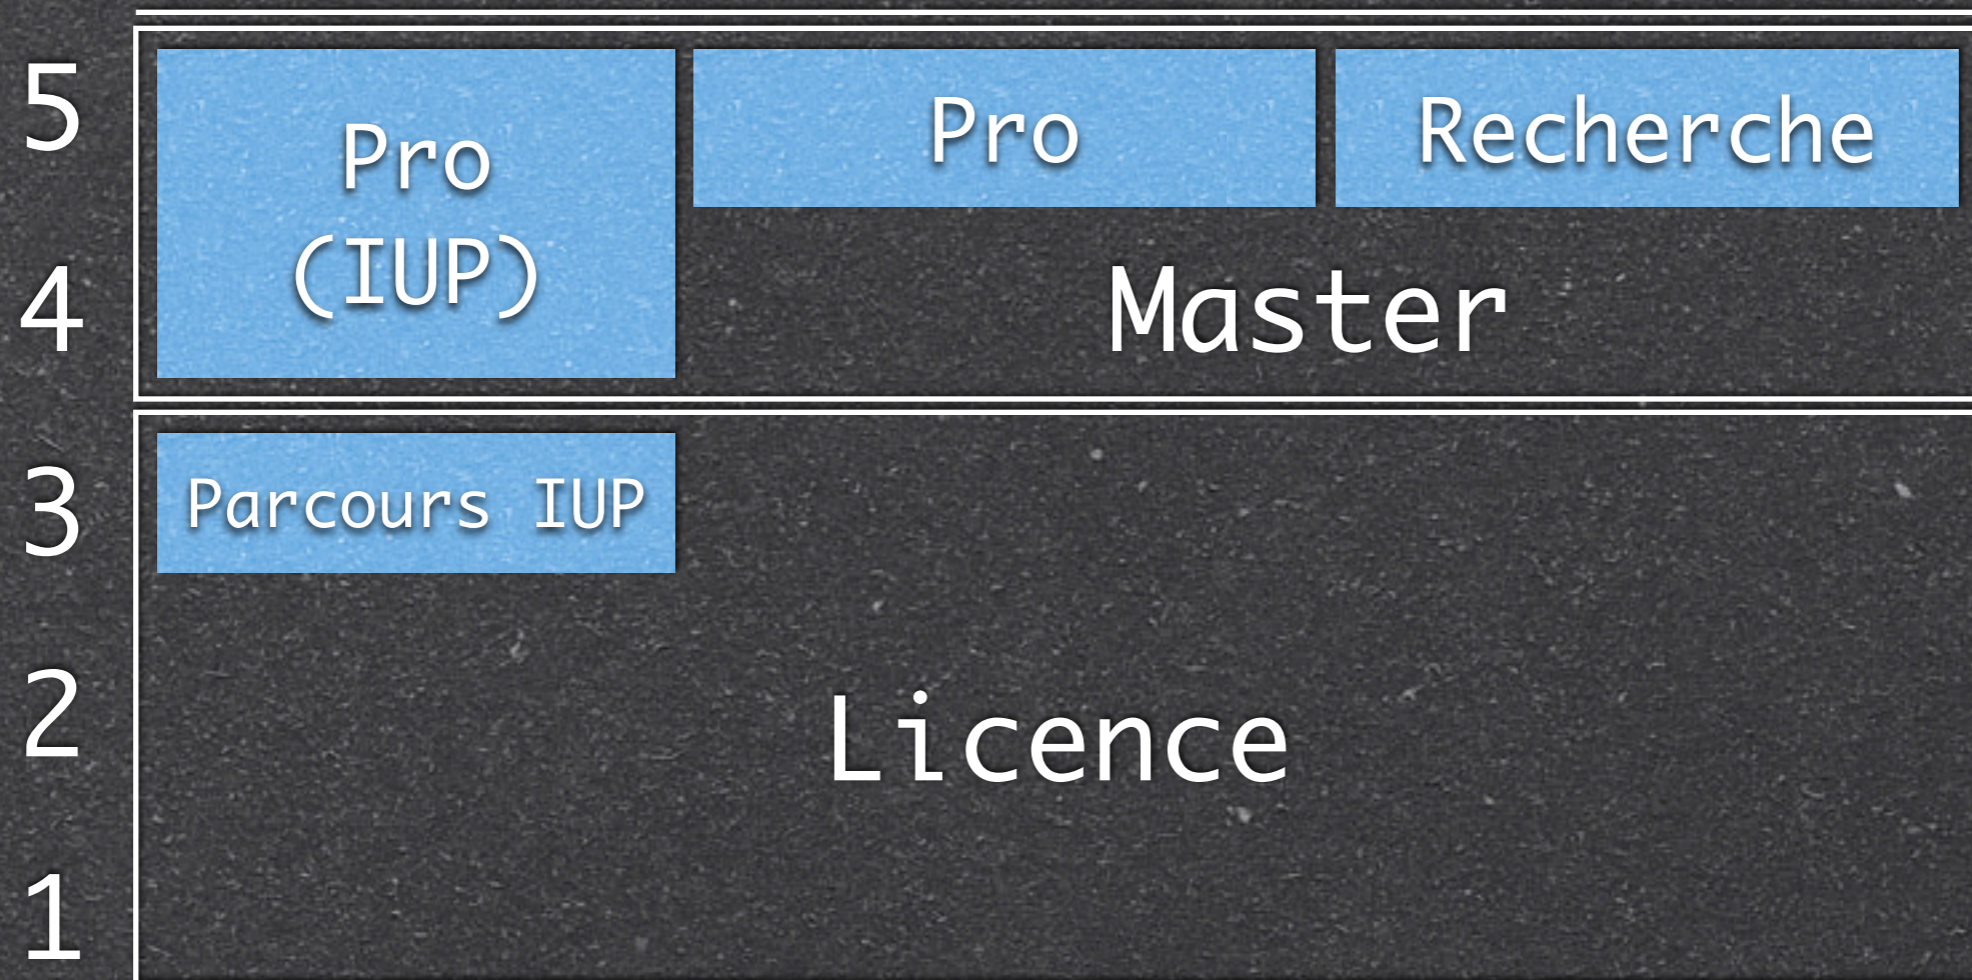 5
Pro
(IUP)
Pro
Recherche
4
Master
3
Parcours IUP
2
Licence
1